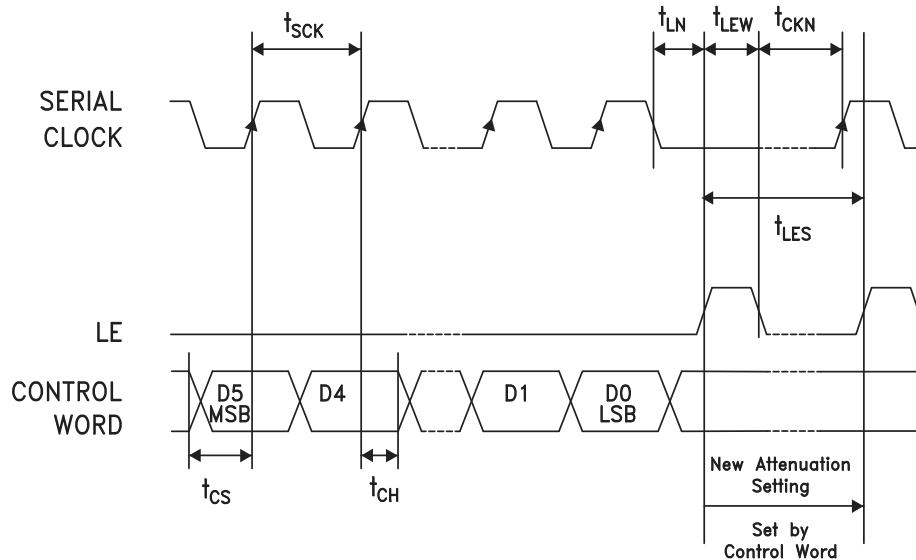 tSCK
tLN
tLEW
tCKN
SERIAL
CLOCK
tLES
LE
CONTROL
WORD
D5
MSB
D4
D1
D0
LSB
tCS
tCH
New Attenuation
Setting
Set by
Control Word